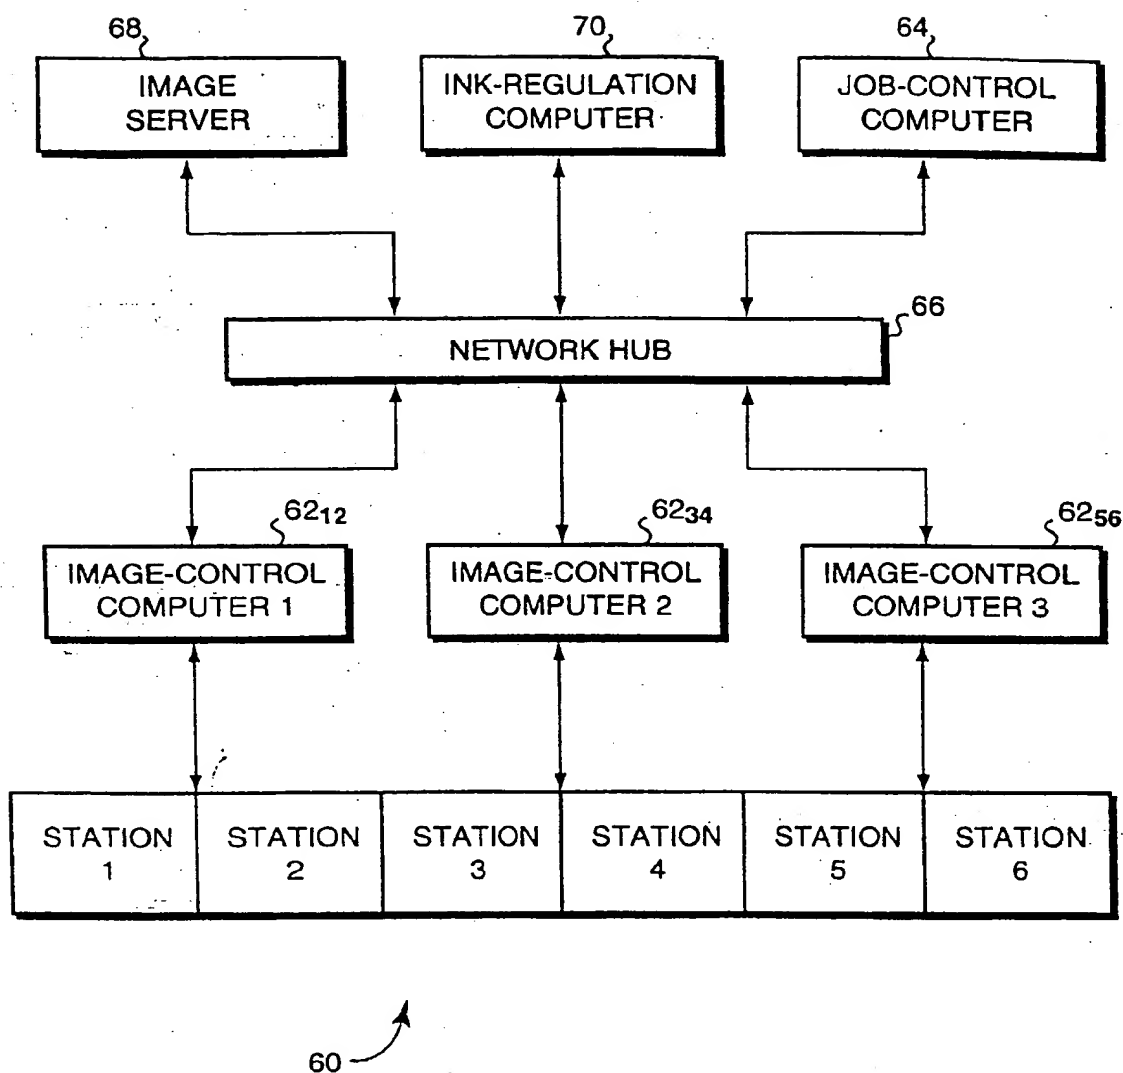 68
70
64
IMAGE
SERVER
INK-REGULATION
COMPUTER
JOB-CONTROL
COMPUTER
66
NETWORK HUB
62₁₂
62₃₄
62₅₆
IMAGE-CONTROL
COMPUTER 1
IMAGE-CONTROL
COMPUTER 2
IMAGE-CONTROL
COMPUTER 3
STATION
1
STATION
2
STATION
3
STATION
4
STATION
5
STATION
6
60